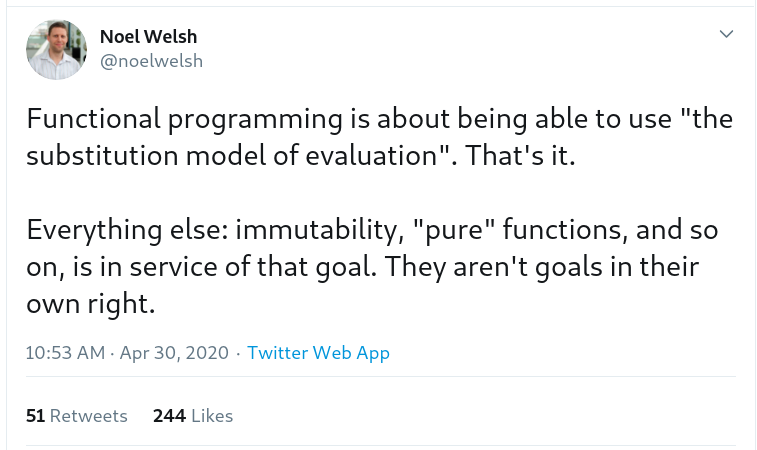 Noel Welsh
@noelwelsh
Functional programming is about being able to use "the
substitution model of evaluation". That's it.
Everything else: immutability, "pure" functions, and so
on, is in service of that goal. They aren't goals in their
own right.
10:53 AM · Apr 30, 2020 · Twitter Web App
51 Retweets 244 Likes